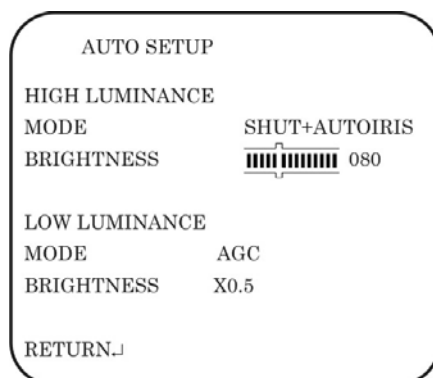 AUTO SETUP
HIGH LUMINANCE
MODE SHUT+AUTOIRIS
BRIGHTNESS 080
LOW LUMINANCE
MODE AGC
BRIGHTNESS X0.5
RETURN↵